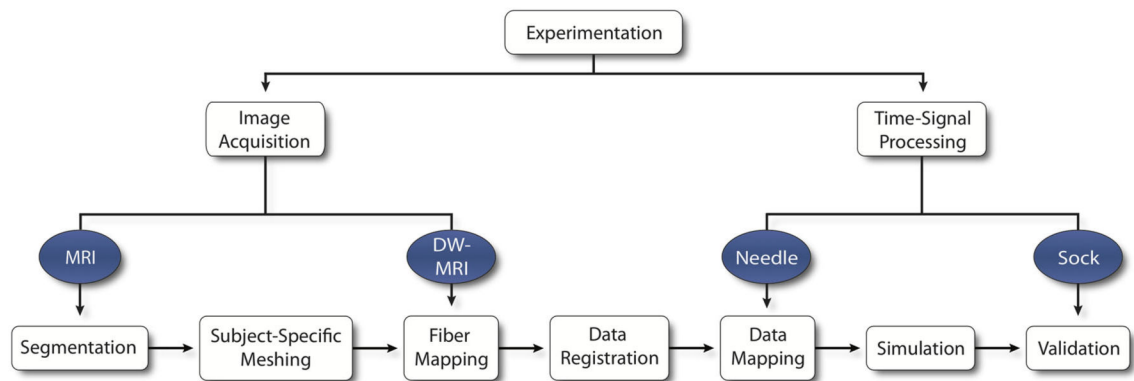 Experimentation
Image
Acquisition
Time-Signal
Processing
MRI
DW-
MRI
Needle
Sock
Segmentation
Subject-Specific
Meshing
Fiber
Mapping
Data
Registration
Data
Mapping
Simulation
Validation